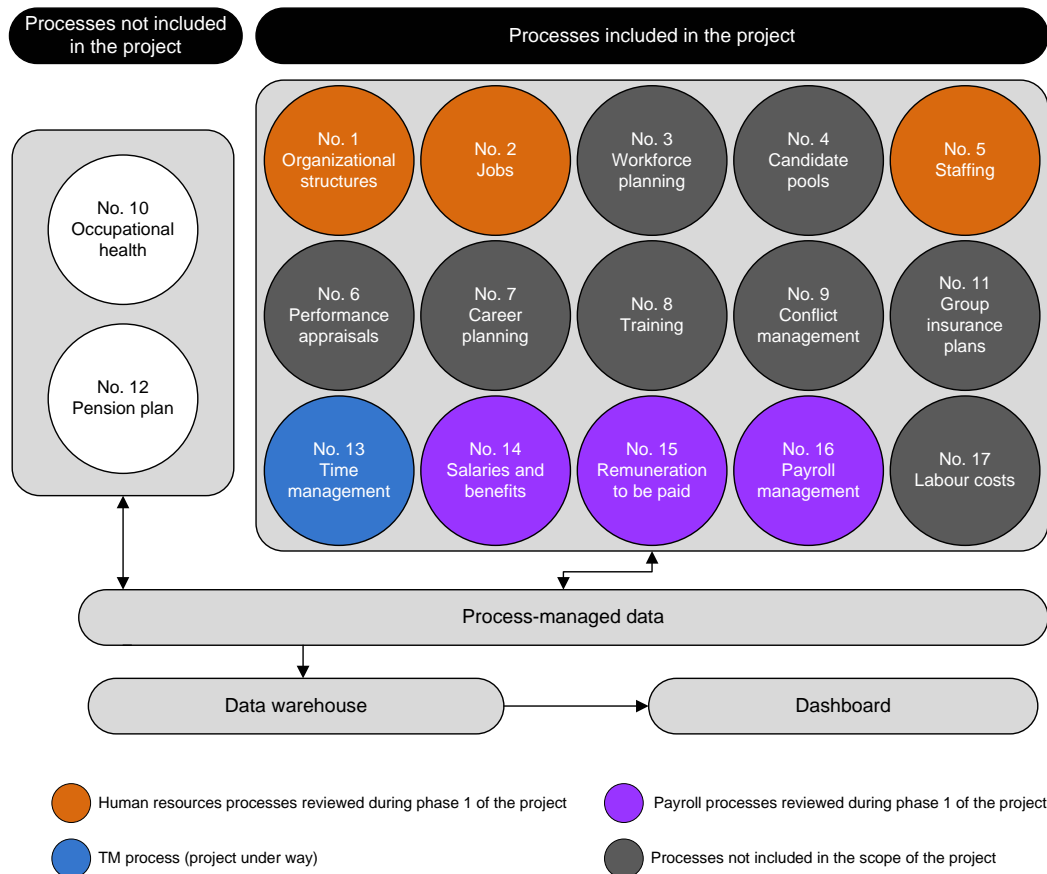 Processes not included
in the project
Processes included in the project
No. 10
Occupational
health
No. 12
Pension plan
No. 1
Organizational
structures
No. 2
Jobs
No. 3
Workforce
planning
No. 4
Candidate
pools
No. 5
Staffing
No. 6
Performance
appraisals
No. 7
Career
planning
No. 8
Training
No. 9
Conflict
management
No. 11
Group
insurance
plans
No. 13
Time
management
No. 14
Salaries and
benefits
No. 15
Remuneration
to be paid
No. 16
Payroll
management
No. 17
Labour costs
Process-managed data
Data warehouse
Dashboard
Human resources processes reviewed during phase 1 of the project
Payroll processes reviewed during phase 1 of the project
TM process (project under way)
Processes not included in the scope of the project